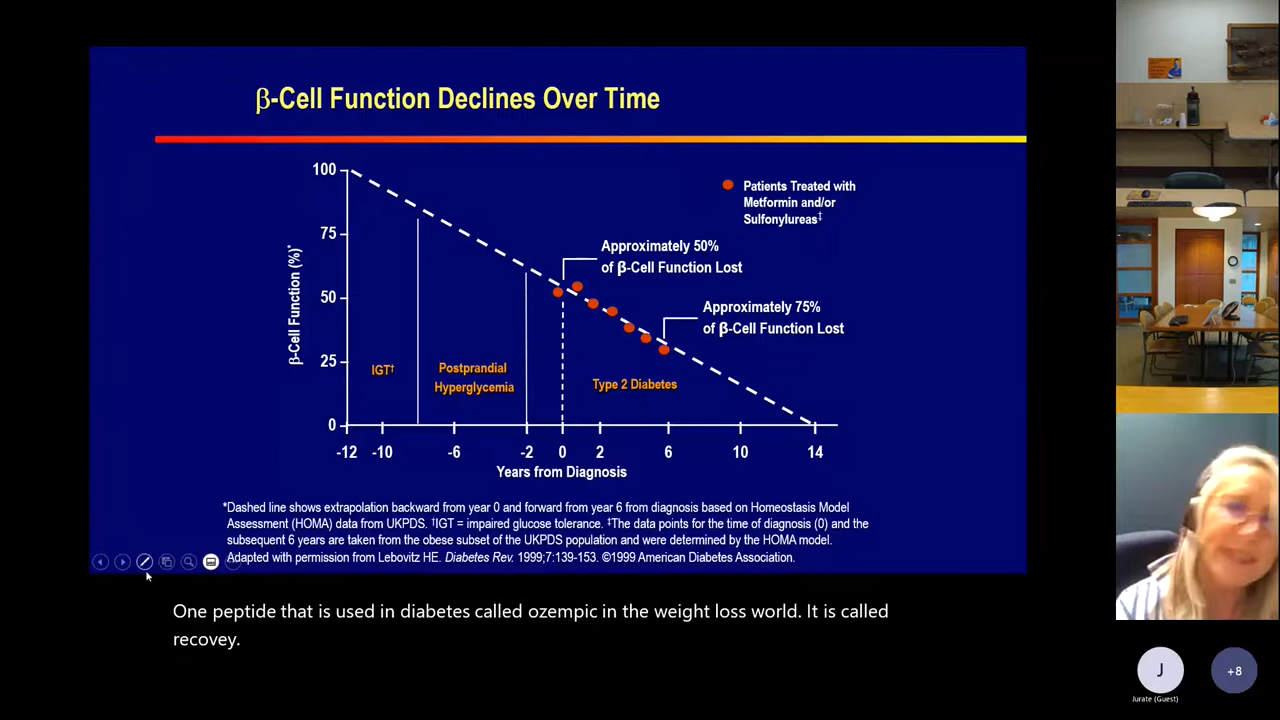 β-Cell Function Declines Over Time
100
75
50
25
0
β-Cell Function (%)*
Patients Treated with
Metformin and/or
Sulfonylureas‡
Approximately 50%
of β-Cell Function Lost
Approximately 75%
of β-Cell Function Lost
IGT†
Postprandial
Hyperglycemia
Type 2 Diabetes
-12 -10 -6 -2 0 2 6 10 14
Years from Diagnosis
*Dashed line shows extrapolation backward from year 0 and forward from year 6 from diagnosis based on Homeostasis Model
Assessment (HOMA) data from UKPDS. †IGT = impaired glucose tolerance. ‡The data points for the time of diagnosis (0) and the
subsequent 6 years are taken from the obese subset of the UKPDS population and were determined by the HOMA model.
Adapted with permission from Lebovitz HE. Diabetes Rev. 1999;7:139-153. ©1999 American Diabetes Association.
One peptide that is used in diabetes called ozempic in the weight loss world. It is called
recovey.
J
+8
Jurate (Guest)